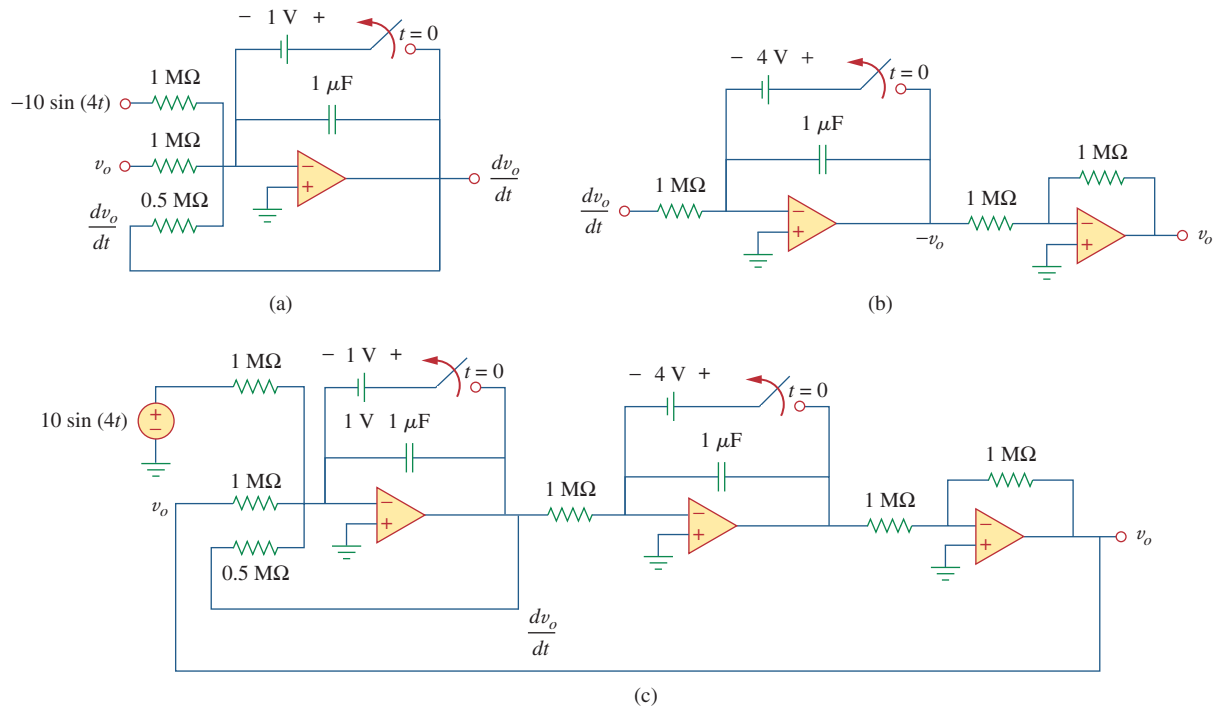 − 1 V +
t = 0
1 MΩ
1 μF
−10 sin (4t)
1 MΩ
v_o
− +
dv_o/dt
0.5 MΩ
dv_o/dt
(a)
− 4 V +
t = 0
1 μF
1 MΩ
1 MΩ
dv_o/dt
− +
1 MΩ
−v_o
− +
v_o
(b)
1 MΩ
− 1 V +
t = 0
10 sin (4t)
+ −
1 V 1 μF
1 MΩ
v_o
− +
0.5 MΩ
dv_o/dt
− 4 V +
t = 0
1 μF
1 MΩ
− +
1 MΩ
1 MΩ
− +
v_o
(c)